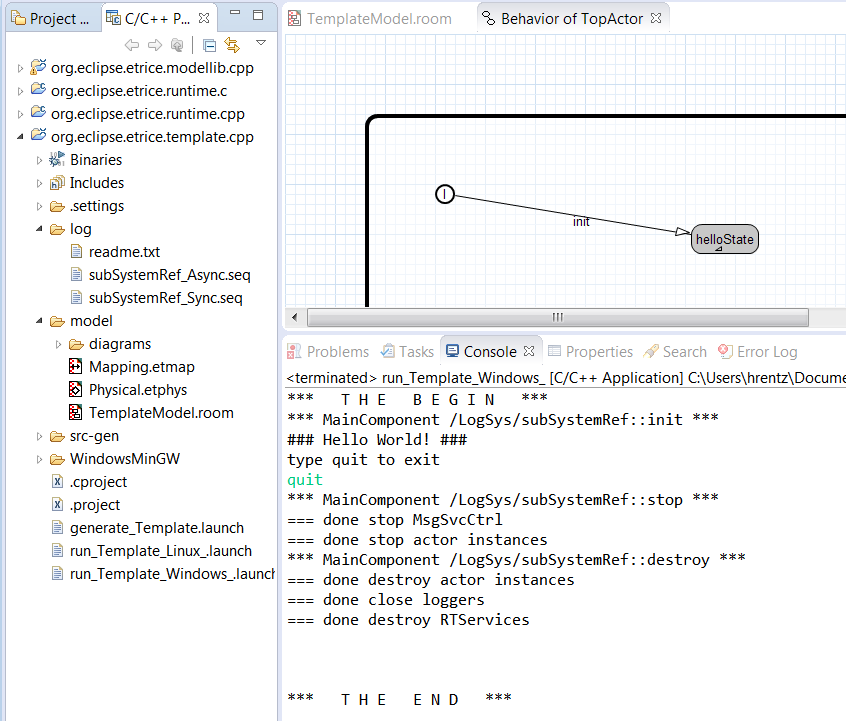 Project ...
C/C++ P...
org.eclipse.etrice.modellib.cpp
org.eclipse.etrice.runtime.c
org.eclipse.etrice.runtime.cpp
org.eclipse.etrice.template.cpp
Binaries
Includes
.settings
log
readme.txt
subSystemRef_Async.seq
subSystemRef_Sync.seq
model
diagrams
Mapping.etmap
Physical.etphys
TemplateModel.room
src-gen
WindowsMinGW
.cproject
.project
generate_Template.launch
run_Template_Linux_.launch
run_Template_Windows_.launch
TemplateModel.room
Behavior of TopActor
I
init
helloState
Problems
Tasks
Console
Properties
Search
Error Log
<terminated> run_Template_Windows_ [C/C++ Application] C:\Users\hrentz\Docume
*** T H E B E G I N ***
*** MainComponent /LogSys/subSystemRef::init ***
### Hello World! ###
type quit to exit
quit
*** MainComponent /LogSys/subSystemRef::stop ***
=== done stop MsgSvcCtrl
=== done stop actor instances
*** MainComponent /LogSys/subSystemRef::destroy ***
=== done destroy actor instances
=== done close loggers
=== done destroy RTServices
*** T H E E N D ***